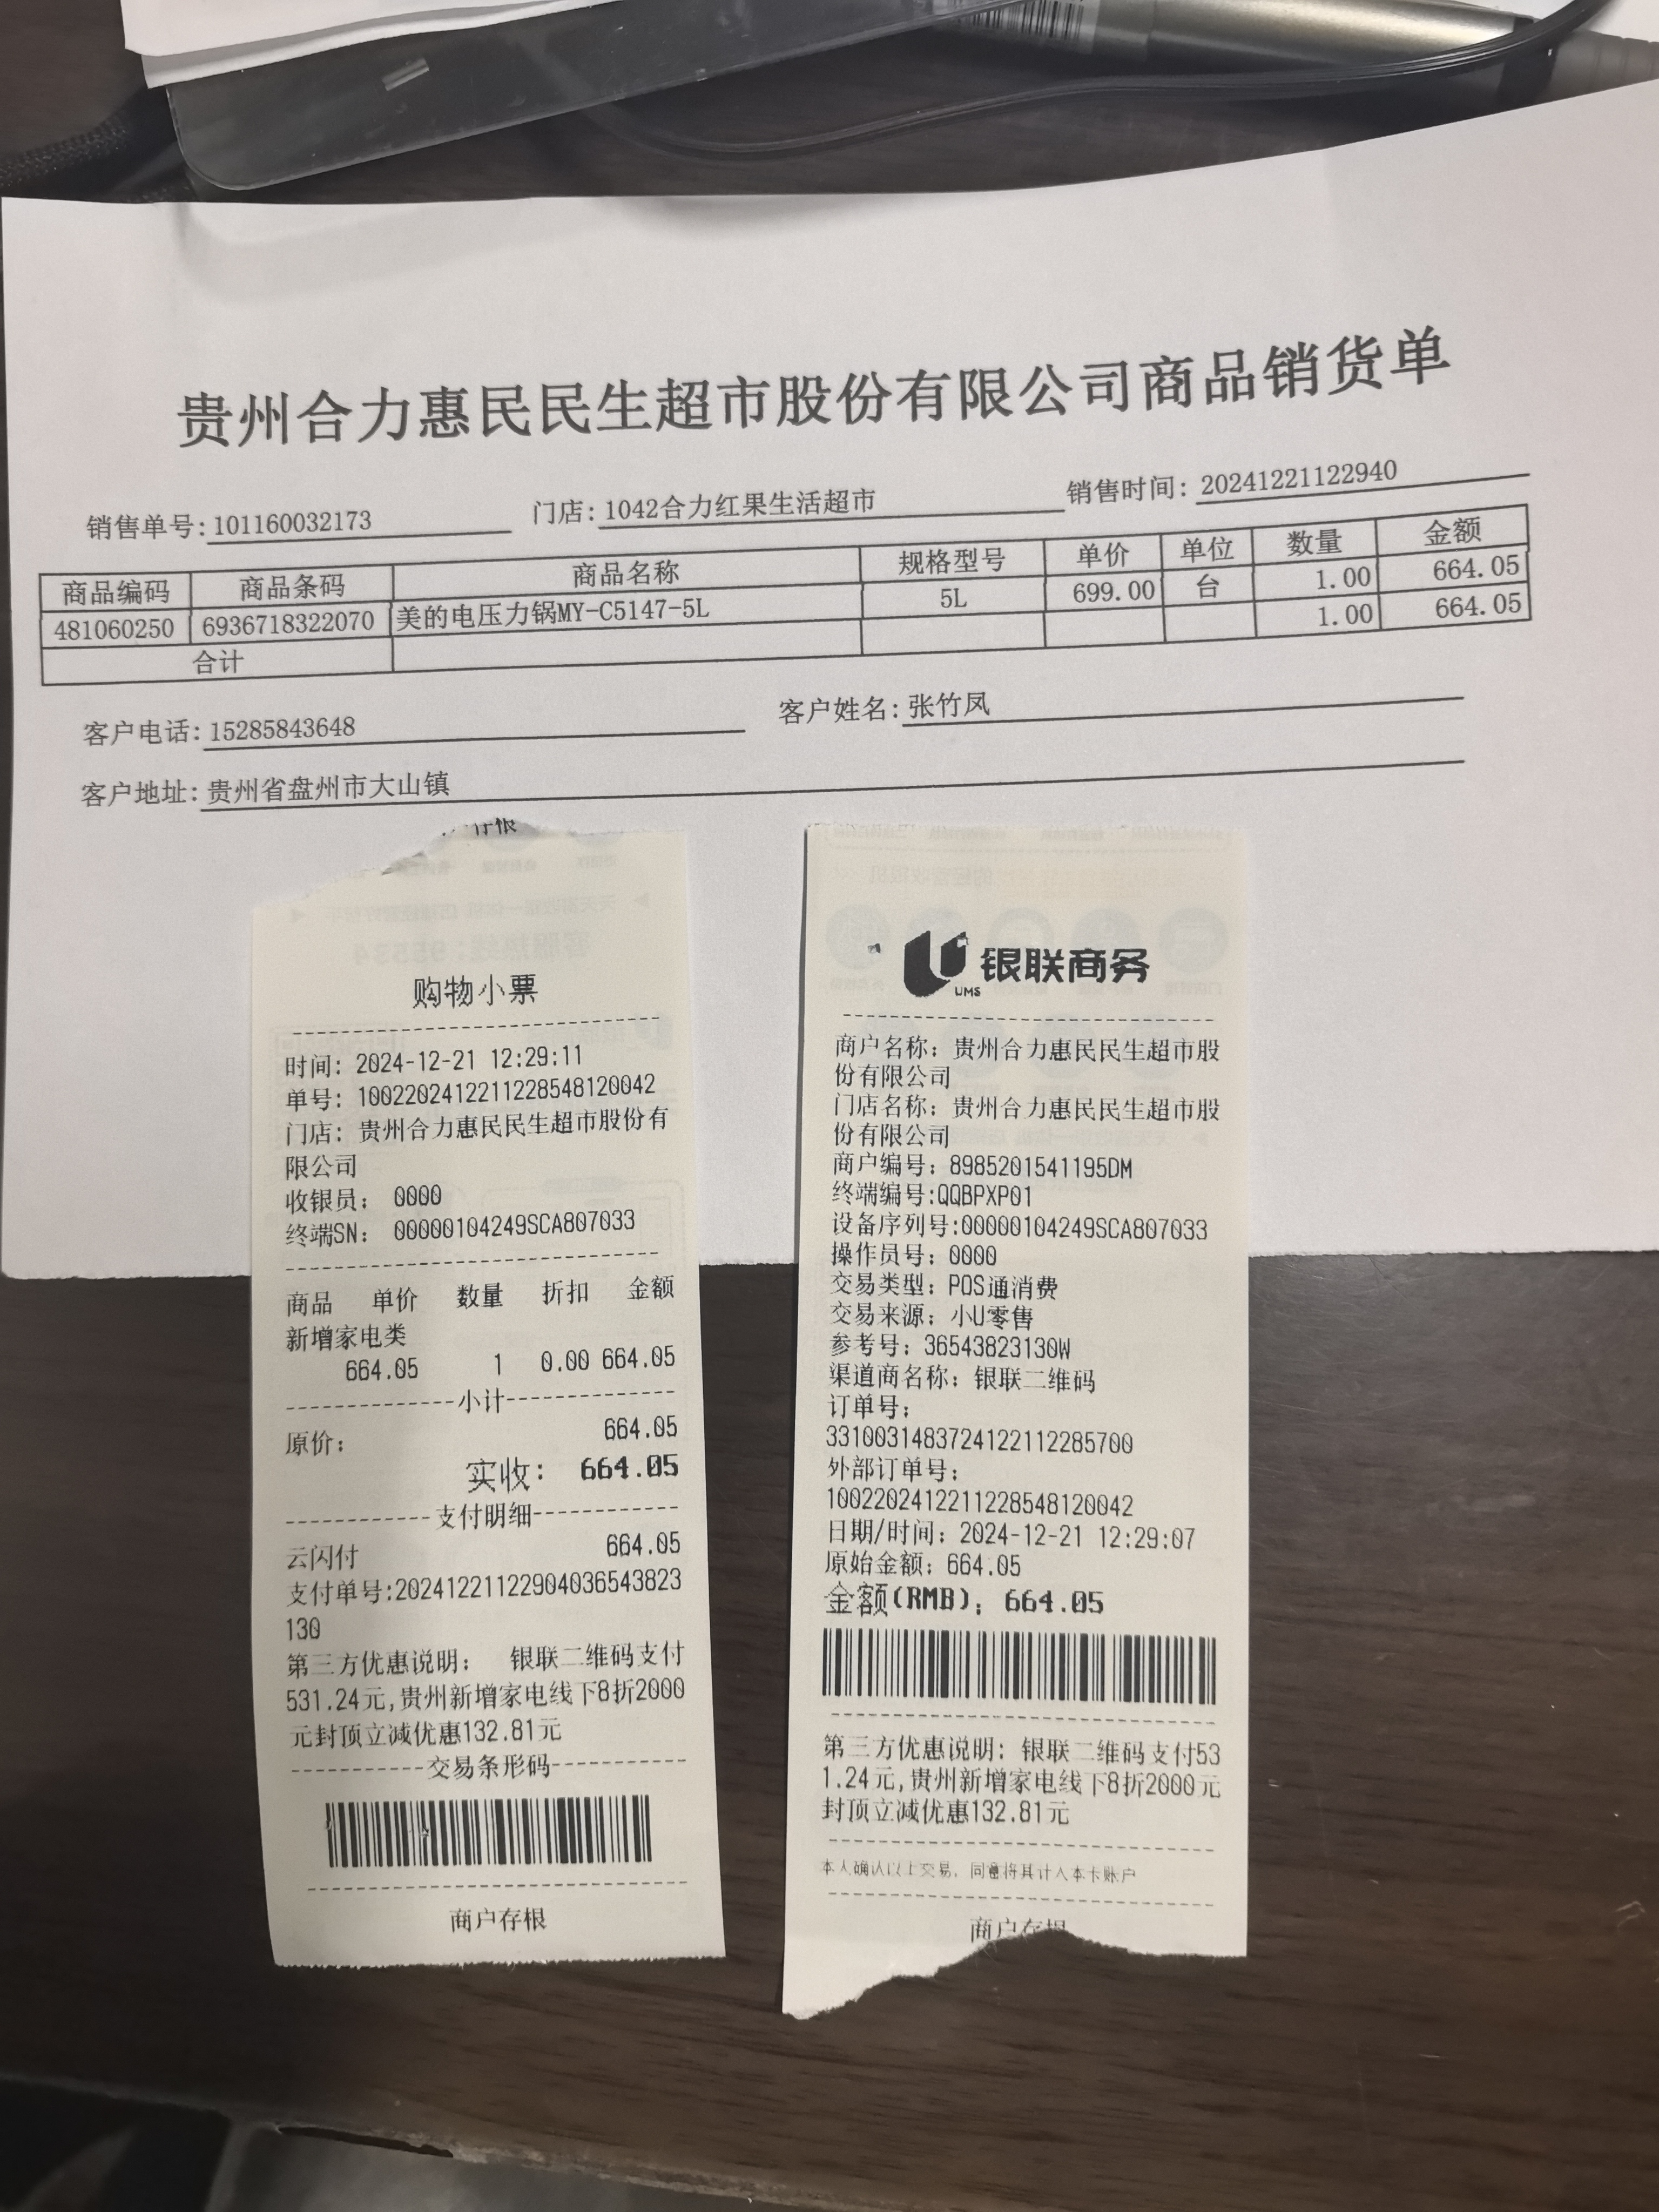 贵州合力惠民民生超市股份有限公司商品销货单
销售单号:101160032173 门店:1042合力红果生活超市 销售时间:20241221122940
商品编码 商品条码 商品名称 规格型号 单价 单位 数量 金额
481060250 6936718322070 美的电压力锅MY-C5147-5L 5L 699.00 台 1.00 664.05
合计 1.00 664.05
客户电话:15285843648 客户姓名:张竹凤
客户地址:贵州省盘州市大山镇
购物小票
时间: 2024-12-21 12:29:11
单号: 10022024122112285481​20042
门店: 贵州合力惠民民生超市股份有
限公司
收银员: 0000
终端SN: 00000104249SCA807033
商品 单价 数量 折扣 金额
新增家电类
664.05 1 0.00 664.05
小计
原价: 664.05
实收: 664.05
支付明细
云闪付 664.05
支付单号:20241221122904036543823
130
第三方优惠说明: 银联二维码支付
531.24元,贵州新增家电线下8折2000
元封顶立减优惠132.81元
交易条形码
商户存根
银联商务
UMS
商户名称: 贵州合力惠民民生超市股
份有限公司
门店名称: 贵州合力惠民民生超市股
份有限公司
商户编号: 8985201541195DM
终端编号:QQBPXP01
设备序列号:00000104249SCA807033
操作员号: 0000
交易类型: POS通消费
交易来源: 小U零售
参考号: 36543823130W
渠道商名称: 银联二维码
订单号:
33100314837241221​12285700
外部订单号:
10022024122112285481​20042
日期/时间: 2024-12-21 12:29:07
原始金额: 664.05
金额(RMB): 664.05
第三方优惠说明: 银联二维码支付53
1.24元,贵州新增家电线下8折2000元
封顶立减优惠132.81元
本人确认以上交易, 同意将其计入本卡账户
商户存根